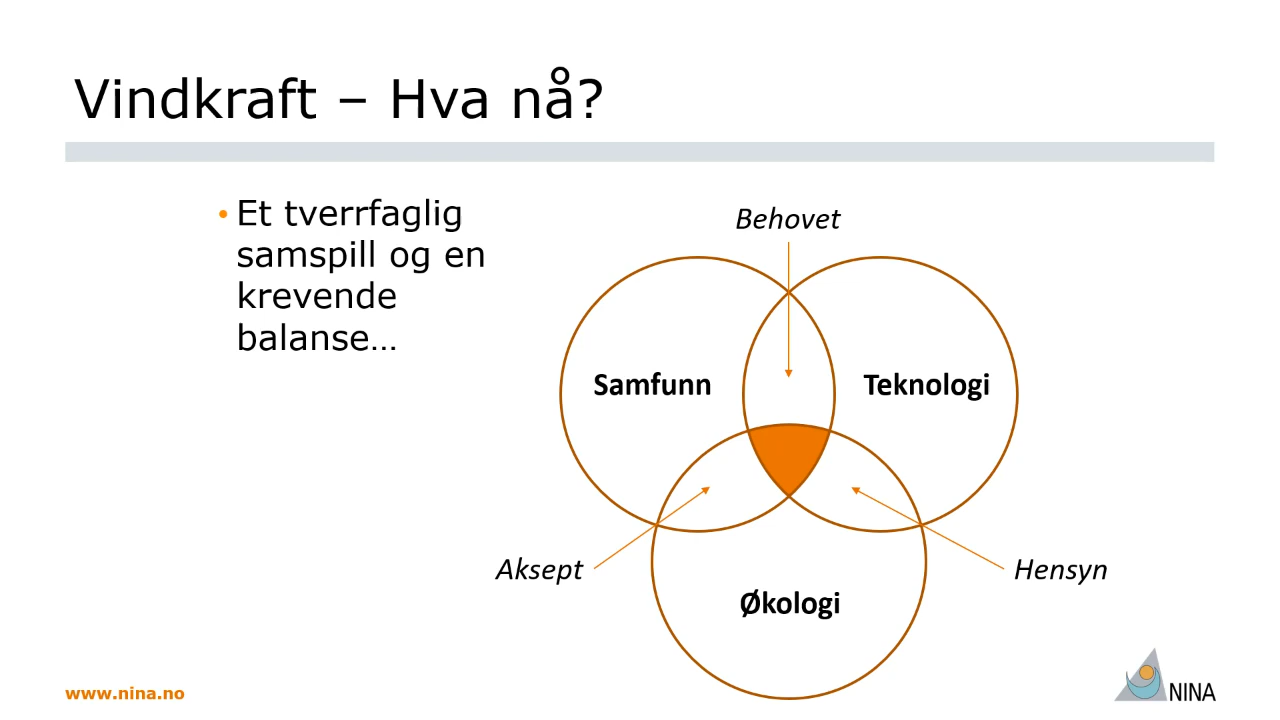 Vindkraft – Hva nå?
• Et tverrfaglig
samspill og en
krevende
balanse…
Behovet
Samfunn
Teknologi
Aksept
Hensyn
Økologi
www.nina.no
NINA